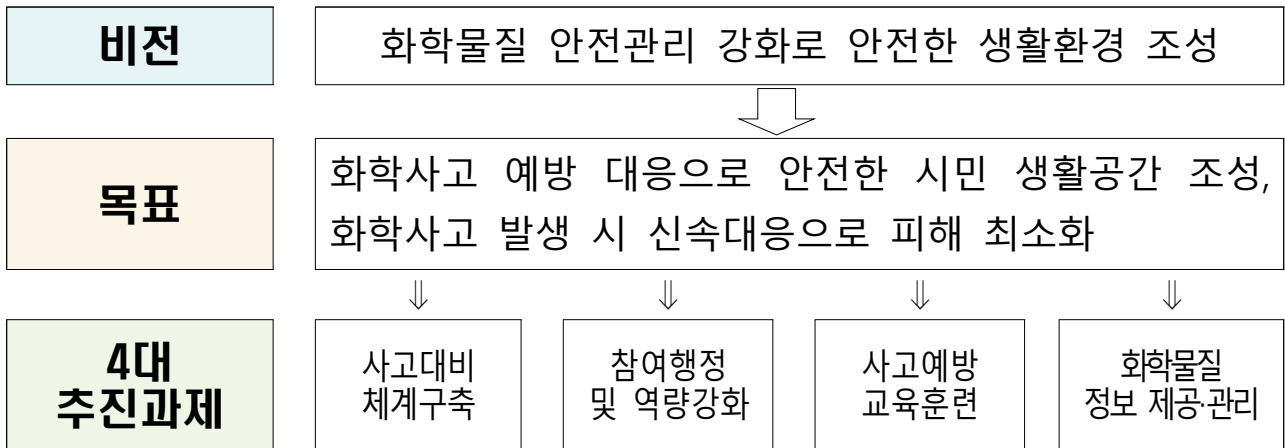 비전
화학물질 안전관리 강화로 안전한 생활환경 조성
목표
화학사고 예방 대응으로 안전한 시민 생활공간 조성,
화학사고 발생 시 신속대응으로 피해 최소화
4대
추진과제
사고대비
체계구축
참여행정
및 역량강화
사고예방
교육훈련
화학물질
정보 제공·관리